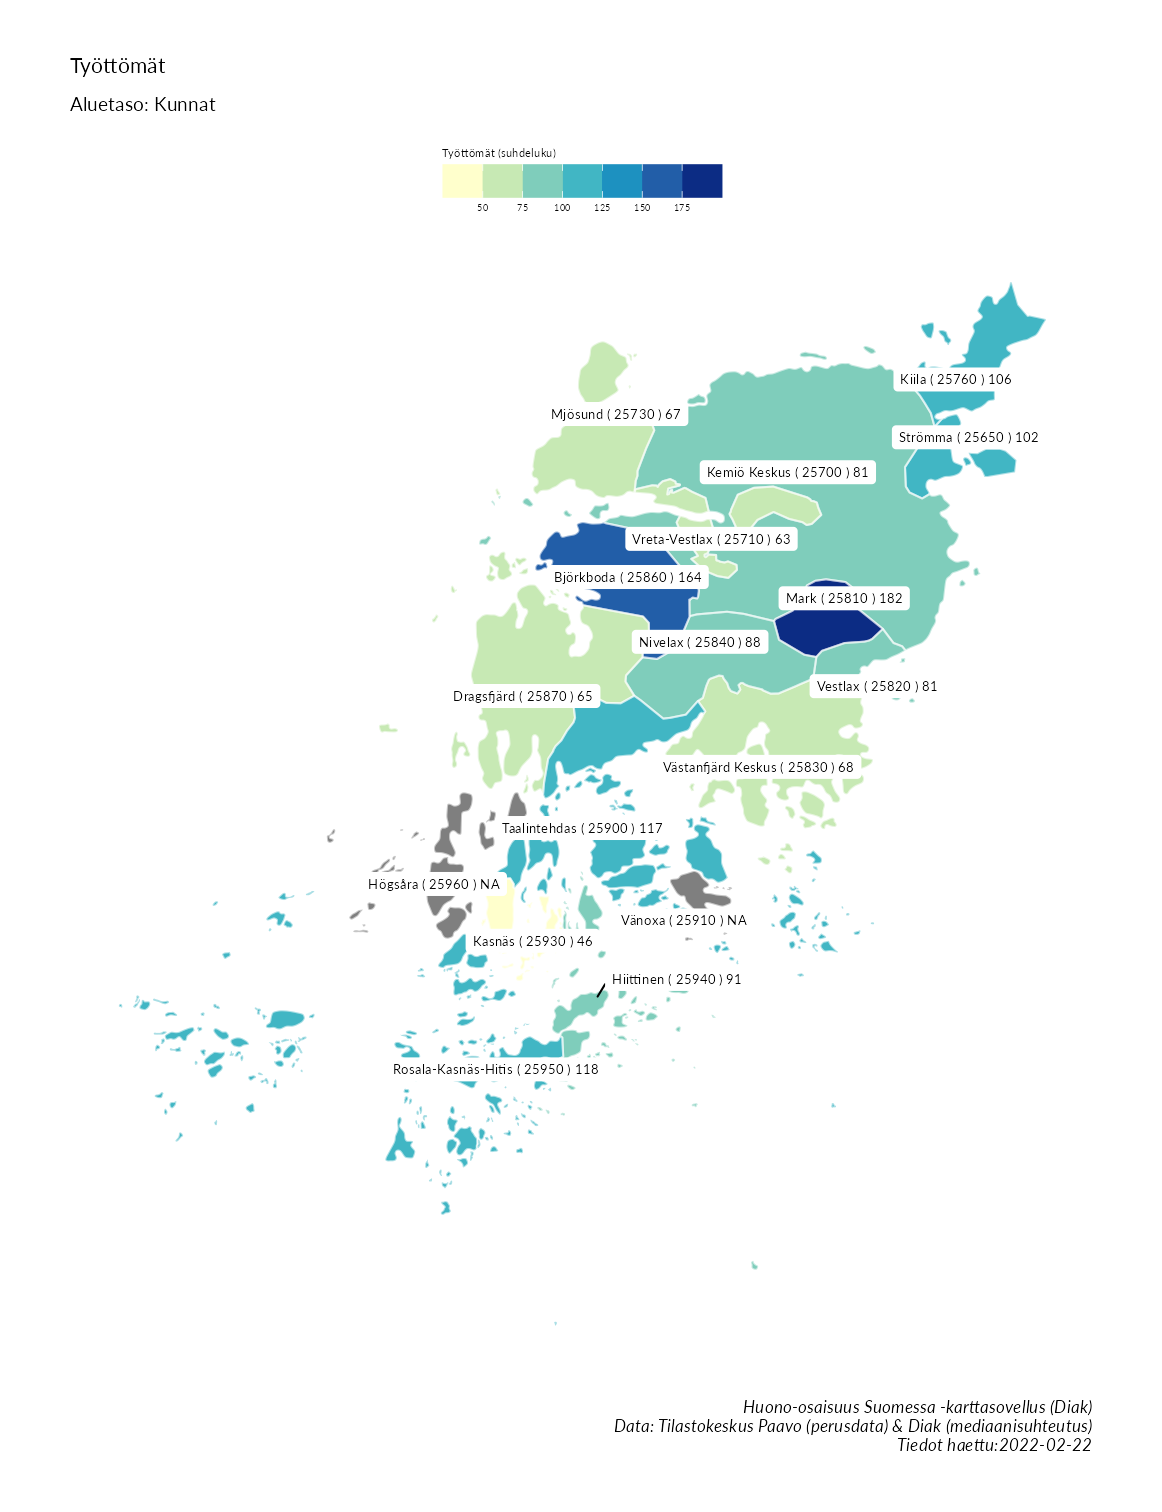 Työttömät
Aluetaso: Kunnat
Työttömät (suhdeluku)
50 75 100 125 150 175
Kiila ( 25760 ) 106
Mjösund ( 25730 ) 67
Strömma ( 25650 ) 102
Kemiö Keskus ( 25700 ) 81
Vreta-Vestlax ( 25710 ) 63
Björkboda ( 25860 ) 164
Mark ( 25810 ) 182
Nivelax ( 25840 ) 88
Vestlax ( 25820 ) 81
Dragsfjärd ( 25870 ) 65
Västanfjärd Keskus ( 25830 ) 68
Taalintehdas ( 25900 ) 117
Högsåra ( 25960 ) NA
Vänoxa ( 25910 ) NA
Kasnäs ( 25930 ) 46
Hiittinen ( 25940 ) 91
Rosala-Kasnäs-Hitis ( 25950 ) 118
Huono-osaisuus Suomessa -karttasovellus (Diak)
Data: Tilastokeskus Paavo (perusdata) & Diak (mediaanisuhteutus)
Tiedot haettu:2022-02-22